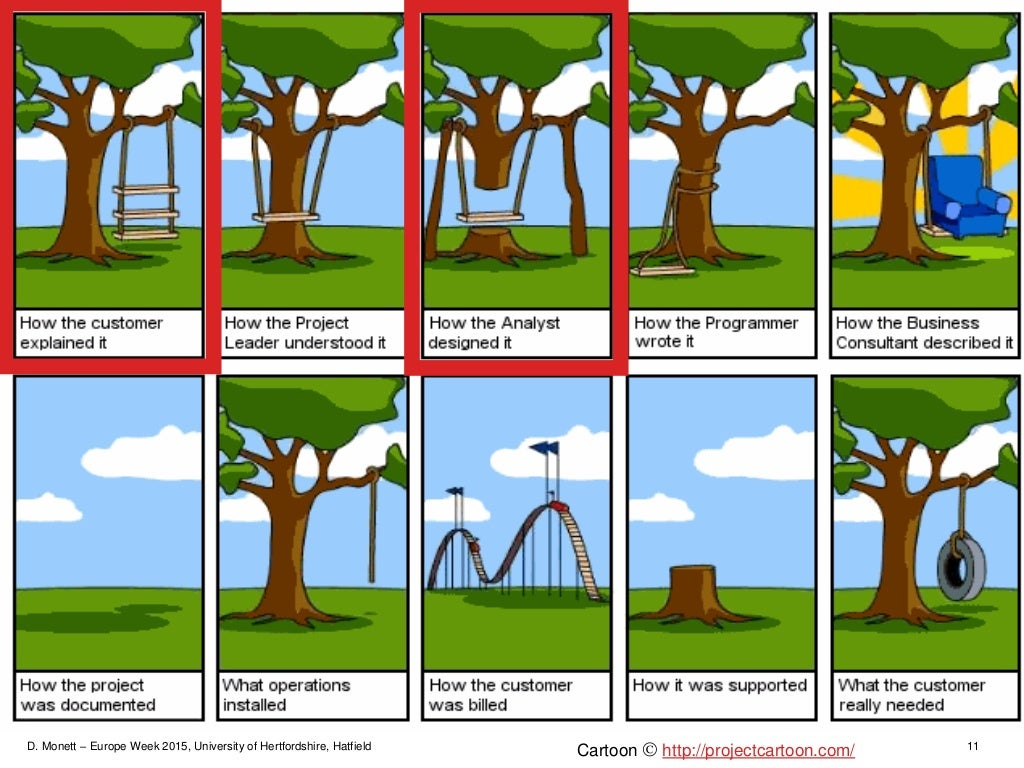 How the customer
explained it
How the Project
Leader understood it
How the Analyst
designed it
How the Programmer
wrote it
How the Business
Consultant described it
How the project
was documented
What operations
installed
How the customer
was billed
How it was supported
What the customer
really needed
D. Monett – Europe Week 2015, University of Hertfordshire, Hatfield
Cartoon © http://projectcartoon.com/
11